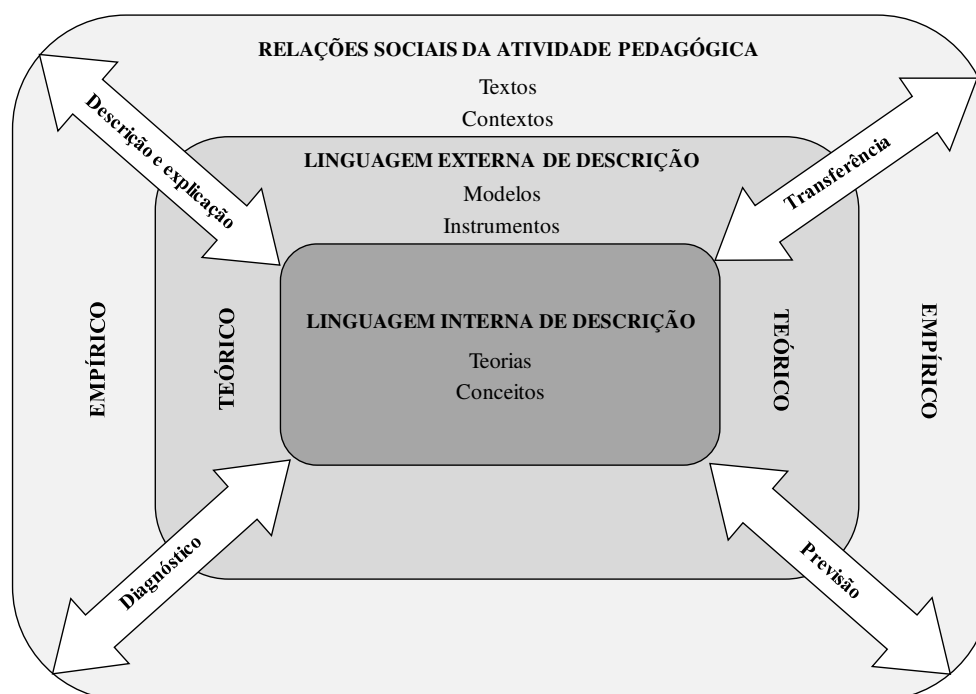 RELAÇÕES SOCIAIS DA ATIVIDADE PEDAGÓGICA
Textos
Contextos
Descrição e explicação
Transferência
LINGUAGEM EXTERNA DE DESCRIÇÃO
Modelos
Instrumentos
EMPÍRICO
TEÓRICO
LINGUAGEM INTERNA DE DESCRIÇÃO
Teorias
Conceitos
TEÓRICO
EMPÍRICO
Diagnóstico
Previsão